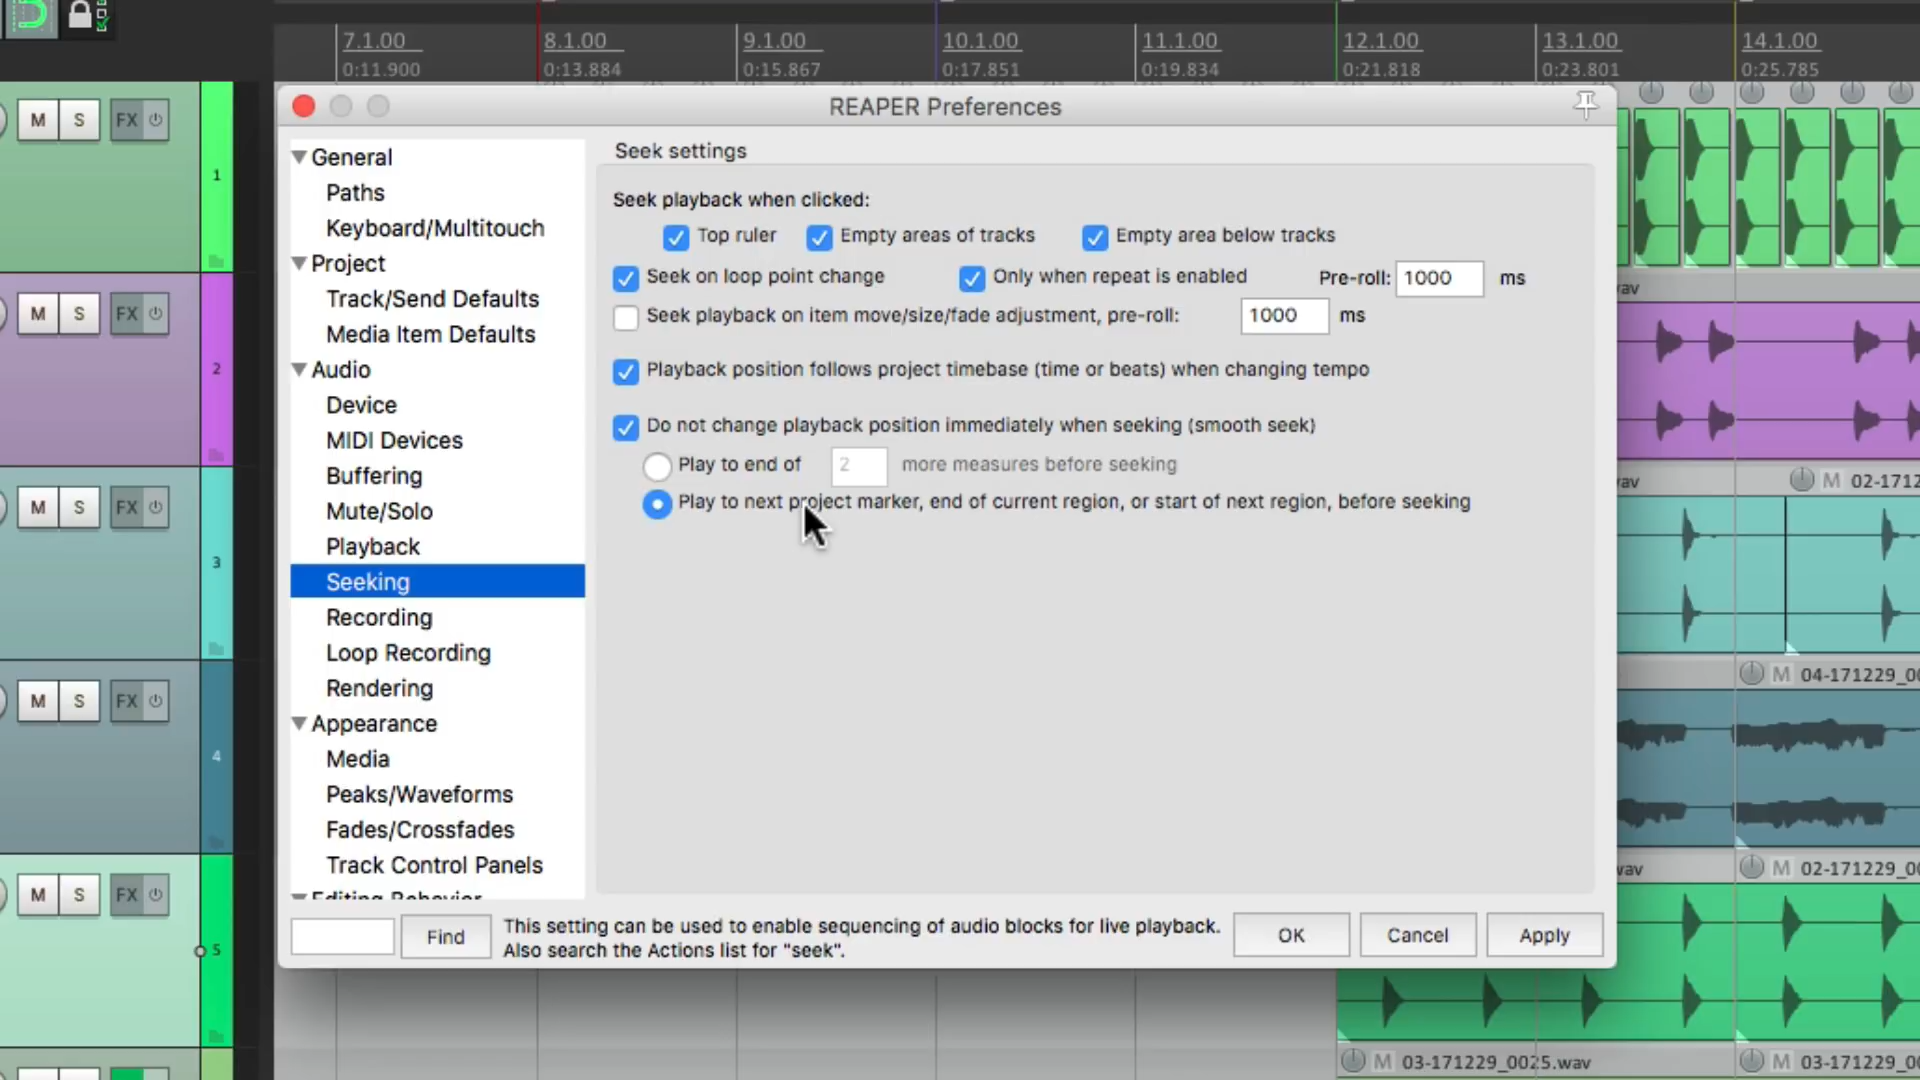 7.1.00 8.1.00 9.1.00 10.1.00 11.1.00 12.1.00 13.1.00 14.1.00
0:11.900 0:13.884 0:15.867 0:17.851 0:19.834 0:21.818 0:23.801 0:25.785
REAPER Preferences
General
Paths
Keyboard/Multitouch
Project
Track/Send Defaults
Media Item Defaults
Audio
Device
MIDI Devices
Buffering
Mute/Solo
Playback
Seeking
Recording
Loop Recording
Rendering
Appearance
Media
Peaks/Waveforms
Fades/Crossfades
Track Control Panels
Editing Behavior
Seek settings
Seek playback when clicked:
Top ruler Empty areas of tracks Empty area below tracks
Seek on loop point change Only when repeat is enabled Pre-roll: 1000 ms
Seek playback on item move/size/fade adjustment, pre-roll: 1000 ms
Playback position follows project timebase (time or beats) when changing tempo
Do not change playback position immediately when seeking (smooth seek)
Play to end of 2 more measures before seeking
Play to next project marker, end of current region, or start of next region, before seeking
Find
This setting can be used to enable sequencing of audio blocks for live playback.
Also search the Actions list for "seek".
OK Cancel Apply
M S FX 1
M S FX 2
M S FX 3
M S FX 4
M S FX 5
M 02-1712
M 04-171229_00
M 02-171229_00
M 03-171229_0025.wav M 03-171229_00